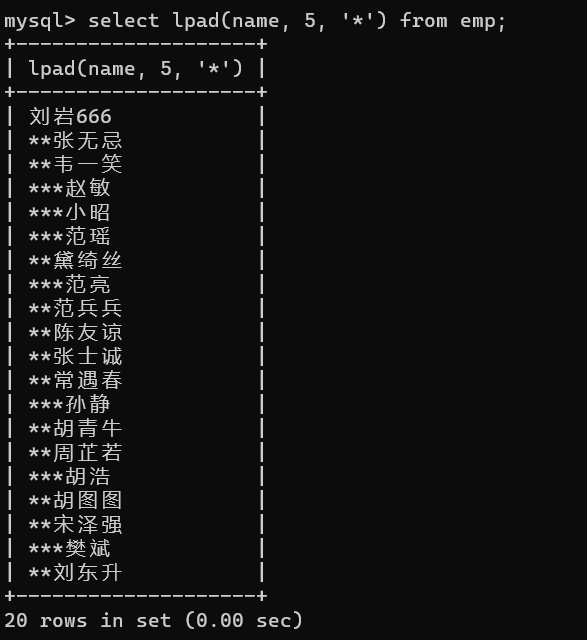 mysql> select lpad(name, 5, '*') from emp;
+--------------------+
| lpad(name, 5, '*') |
+--------------------+
| 刘岩666            |
| **张无忌           |
| **韦一笑           |
| ***赵敏            |
| ***小昭            |
| ***范瑶            |
| **黛绮丝           |
| ***范亮            |
| **范兵兵           |
| **陈友谅           |
| **张士诚           |
| **常遇春           |
| ***孙静            |
| **胡青牛           |
| **周芷若           |
| ***胡浩            |
| **胡图图           |
| **宋泽强           |
| ***樊斌            |
| **刘东升           |
+--------------------+
20 rows in set (0.00 sec)